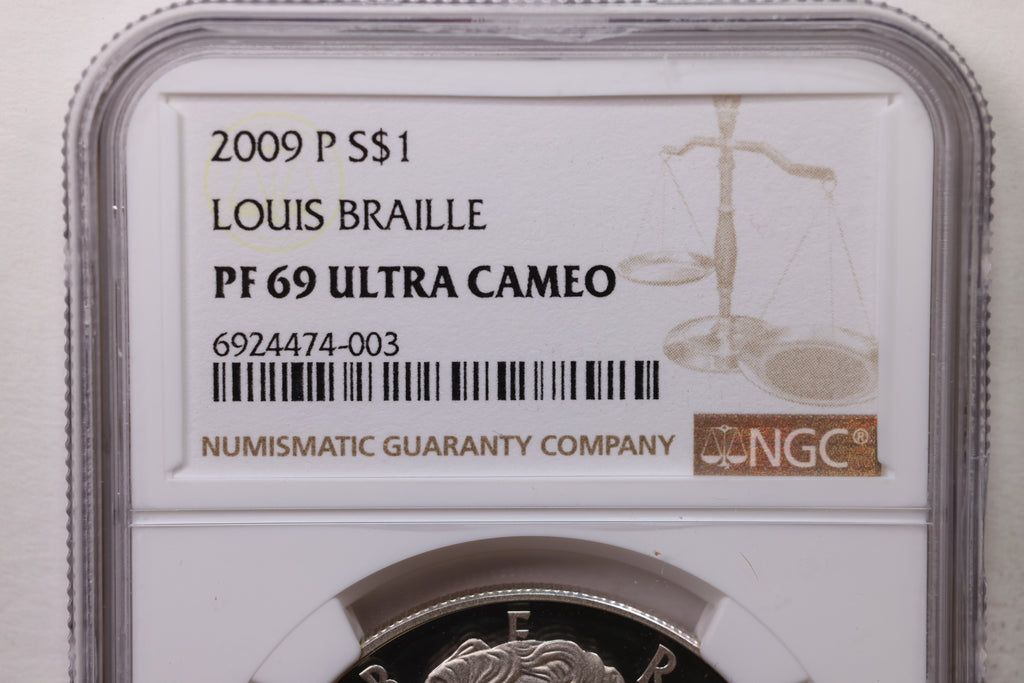 2009 P S$1
LOUIS BRAILLE
PF 69 ULTRA CAMEO
6924474-003
NUMISMATIC GUARANTY COMPANY
NGC®
E R